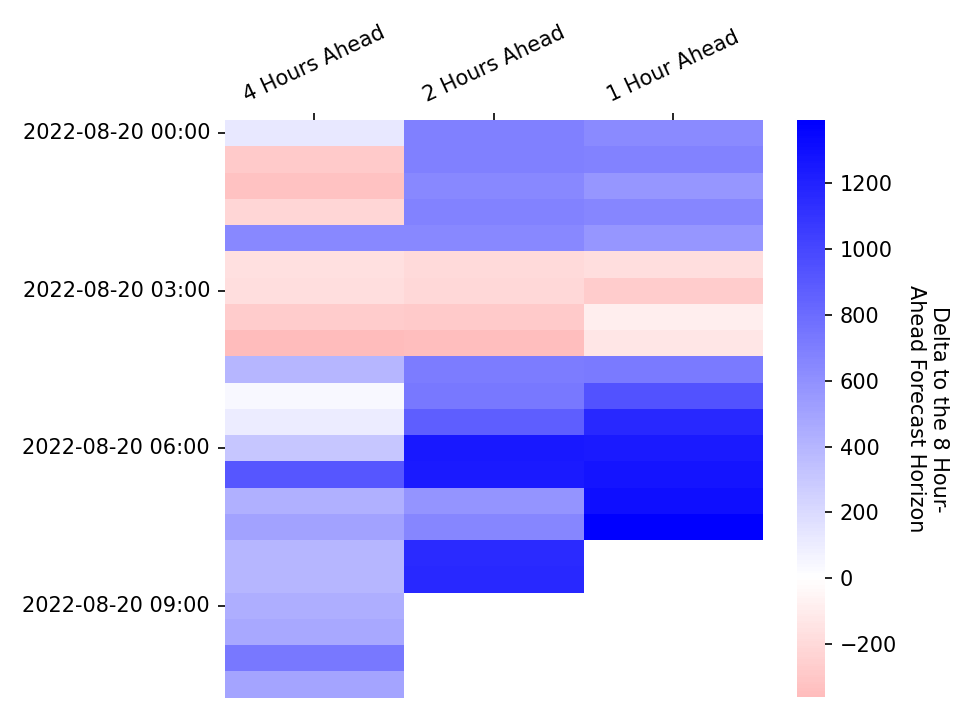 4 Hours Ahead
2 Hours Ahead
1 Hour Ahead
2022-08-20 00:00
2022-08-20 03:00
2022-08-20 06:00
2022-08-20 09:00
1200
1000
800
600
400
200
0
−200
Delta to the 8 Hour-
Ahead Forecast Horizon